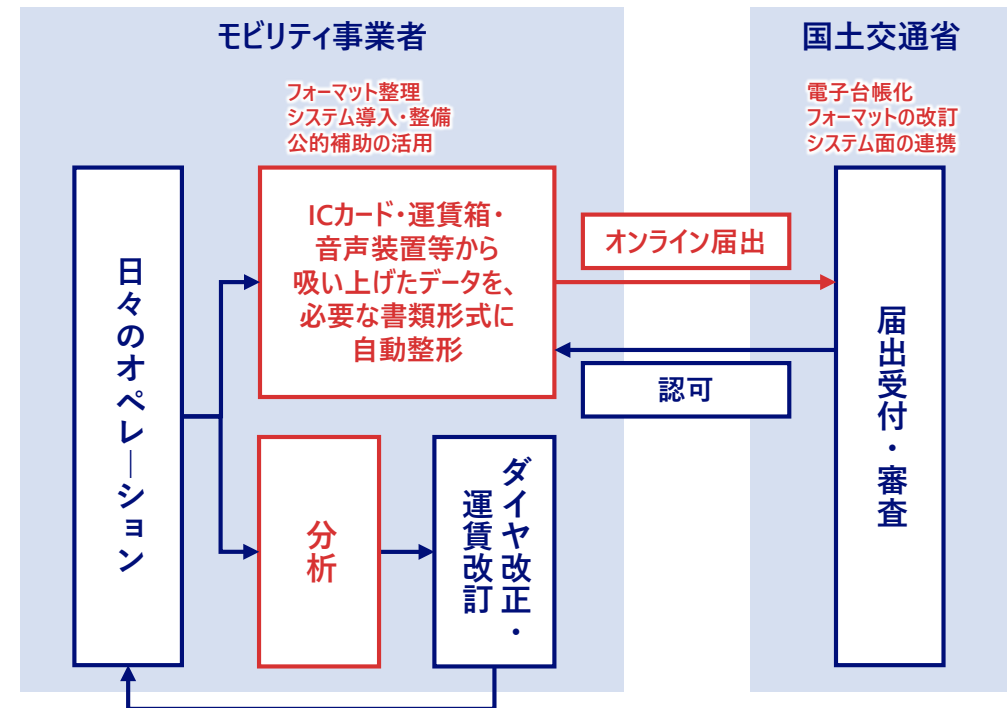 モビリティ事業者
フォーマット整理
システム導入・整備
公的補助の活用
日々のオペレーション
ICカード・運賃箱・
音声装置等から
吸い上げたデータを、
必要な書類形式に
自動整形
分析
ダイヤ改正・
運賃改訂
オンライン届出
認可
国土交通省
電子台帳化
フォーマットの改訂
システム面の連携
届出受付・審査